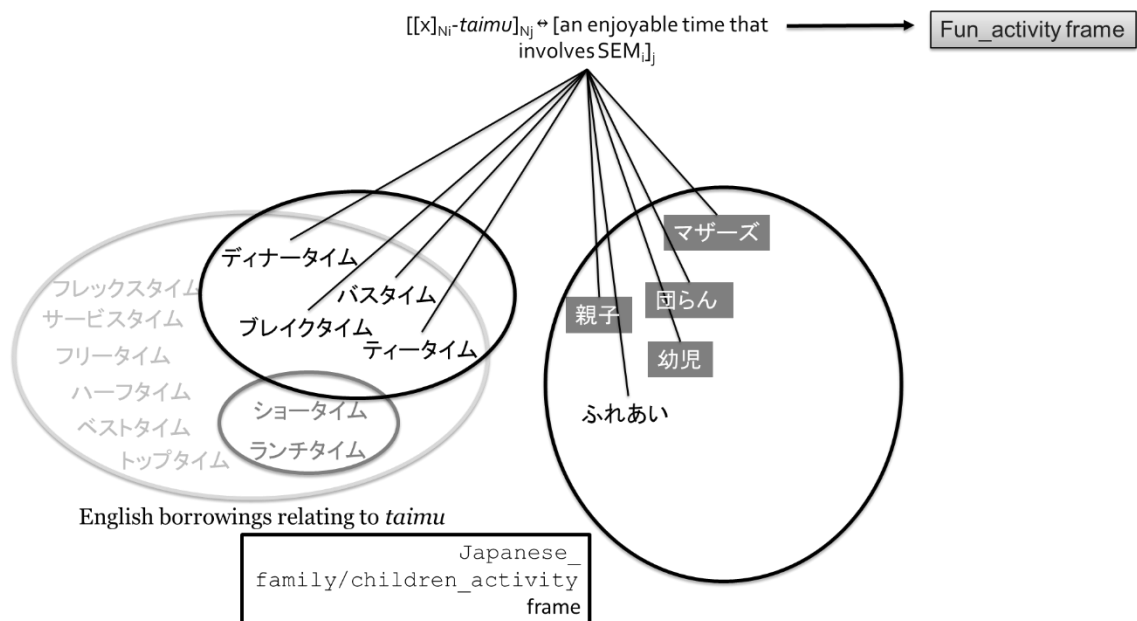 [[x]Ni-taimu]Nj ↔ [an enjoyable time that
involves SEMi]j
Fun_activity frame
マザーズ
ディナータイム
フレックスタイム
バスタイム
団らん
親子
サービスタイム
ブレイクタイム
ティータイム
幼児
フリータイム
ハーフタイム
ショータイム
ふれあい
ベストタイム
ランチタイム
トップタイム
English borrowings relating to taimu
Japanese_
family/children_activity
frame